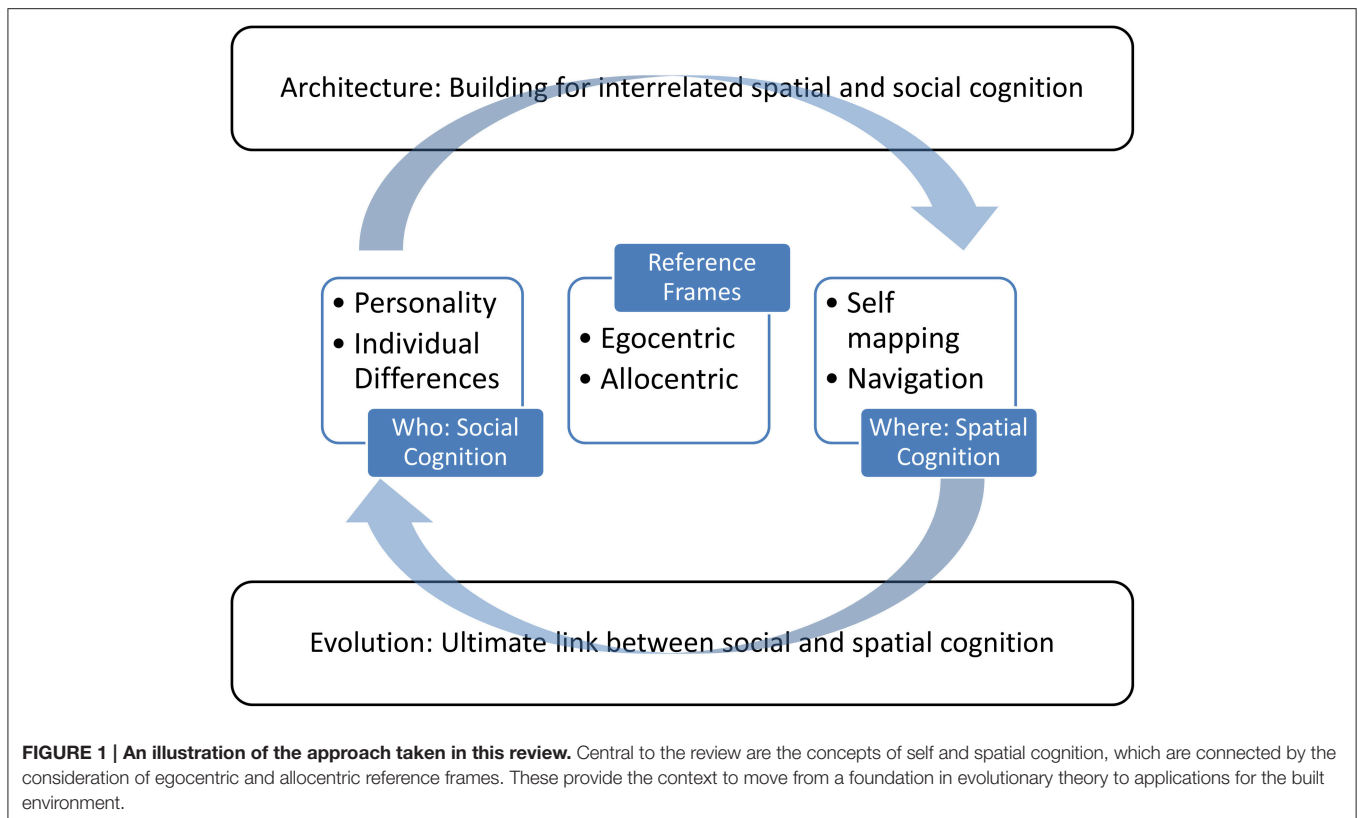 Architecture: Building for interrelated spatial and social cognition
• Personality
• Individual
Differences
Who: Social
Cognition
Reference
Frames
• Egocentric
• Allocentric
• Self
mapping
• Navigation
Where: Spatial
Cognition
Evolution: Ultimate link between social and spatial cognition
FIGURE 1 | An illustration of the approach taken in this review. Central to the review are the concepts of self and spatial cognition, which are connected by the
consideration of egocentric and allocentric reference frames. These provide the context to move from a foundation in evolutionary theory to applications for the built
environment.